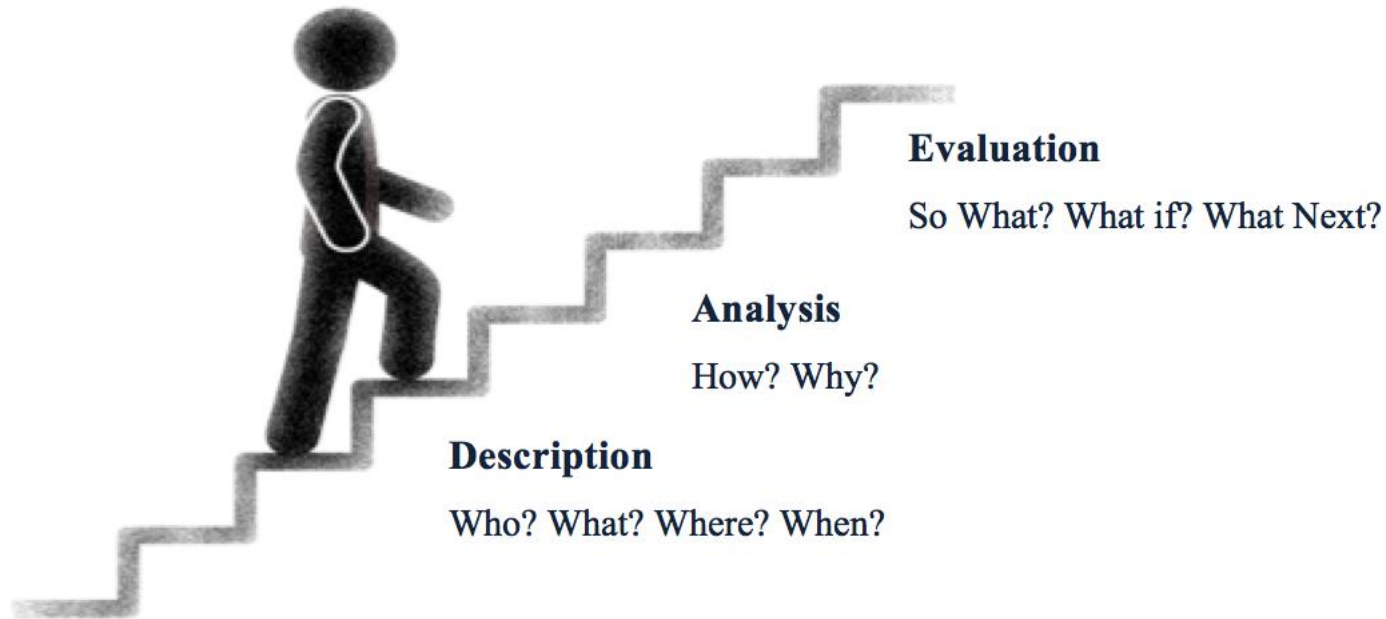 Evaluation
So What? What if? What Next?
Analysis
How? Why?
Description
Who? What? Where? When?